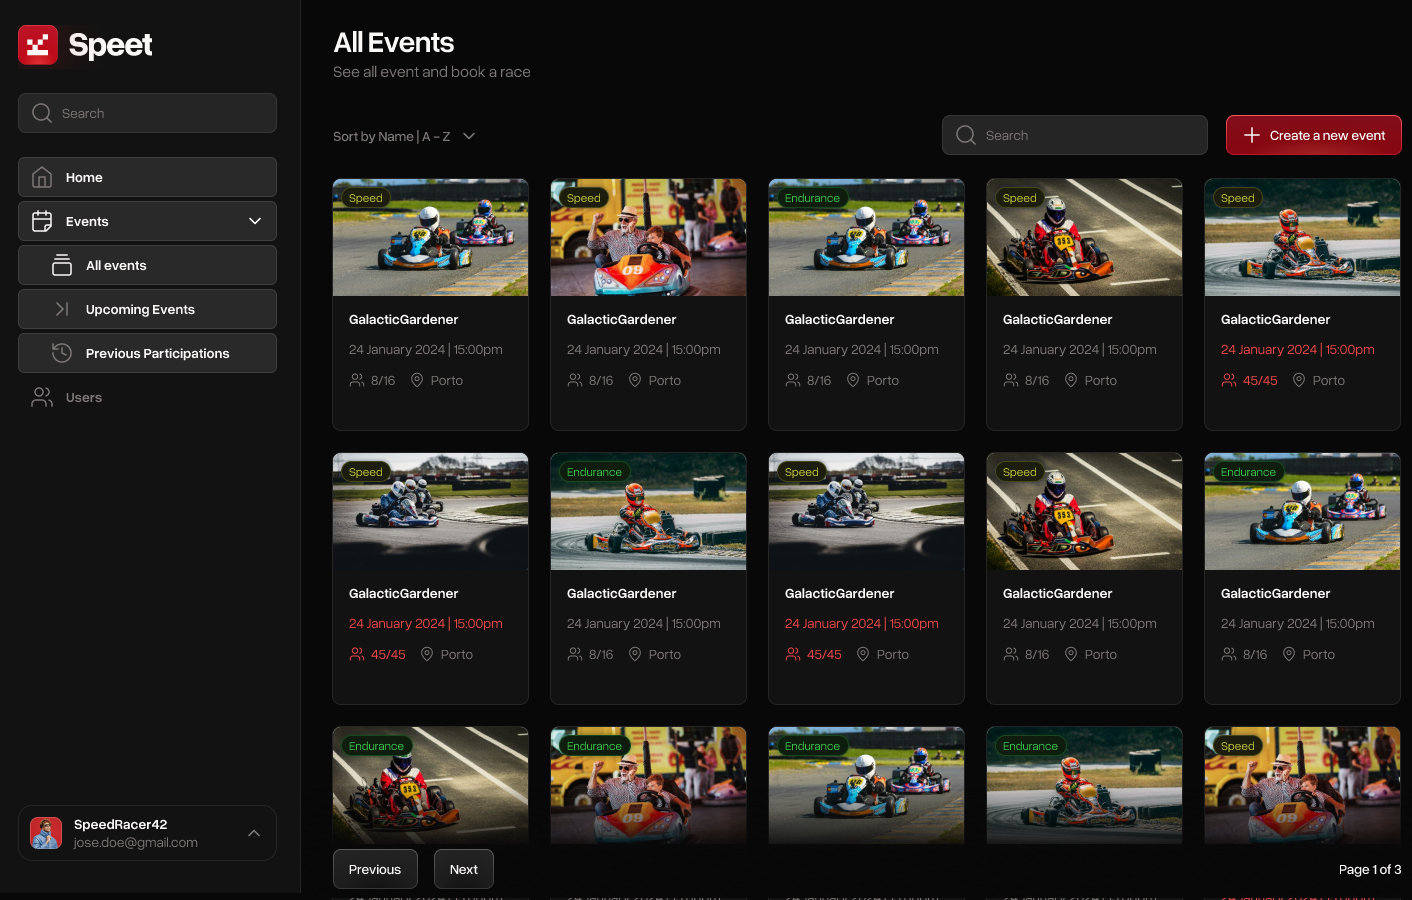 Speet
Search
Home
Events
All events
Upcoming Events
Previous Participations
Users
SpeedRacer42
jose.doe@gmail.com
All Events
See all event and book a race
Sort by Name | A - Z
Search
Create a new event
Speed
Speed
Endurance
Speed
Speed
09
393
GalacticGardener
GalacticGardener
GalacticGardener
GalacticGardener
GalacticGardener
24 January 2024 | 15:00pm
24 January 2024 | 15:00pm
24 January 2024 | 15:00pm
24 January 2024 | 15:00pm
24 January 2024 | 15:00pm
8/16 Porto
8/16 Porto
8/16 Porto
8/16 Porto
45/45 Porto
Speed
Endurance
Speed
Speed
Endurance
393
GalacticGardener
GalacticGardener
GalacticGardener
GalacticGardener
GalacticGardener
24 January 2024 | 15:00pm
24 January 2024 | 15:00pm
24 January 2024 | 15:00pm
24 January 2024 | 15:00pm
24 January 2024 | 15:00pm
45/45 Porto
8/16 Porto
45/45 Porto
8/16 Porto
8/16 Porto
Endurance
Endurance
Endurance
Endurance
Speed
393
09
09
Previous
Next
Page 1 of 3